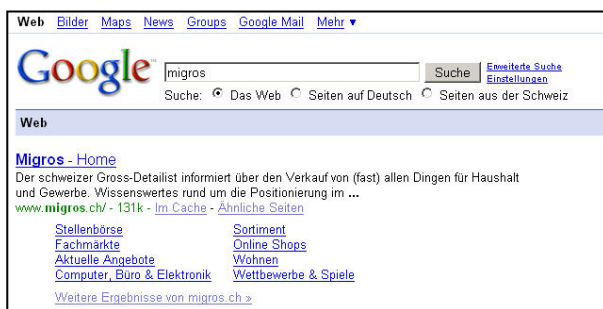 Web Bilder Maps News Groups Google Mail Mehr ▼
Google™ migros Suche Erweiterte Suche
Einstellungen
Suche: Das Web Seiten auf Deutsch Seiten aus der Schweiz
Web
Migros - Home
Der schweizer Gross-Detailist informiert über den Verkauf von (fast) allen Dingen für Haushalt
und Gewerbe. Wissenswertes rund um die Positionierung im ...
www.migros.ch/ - 131k - Im Cache - Ähnliche Seiten
Stellenbörse Sortiment
Fachmärkte Online Shops
Aktuelle Angebote Wohnen
Computer, Büro & Elektronik Wettbewerbe & Spiele
Weitere Ergebnisse von migros.ch »